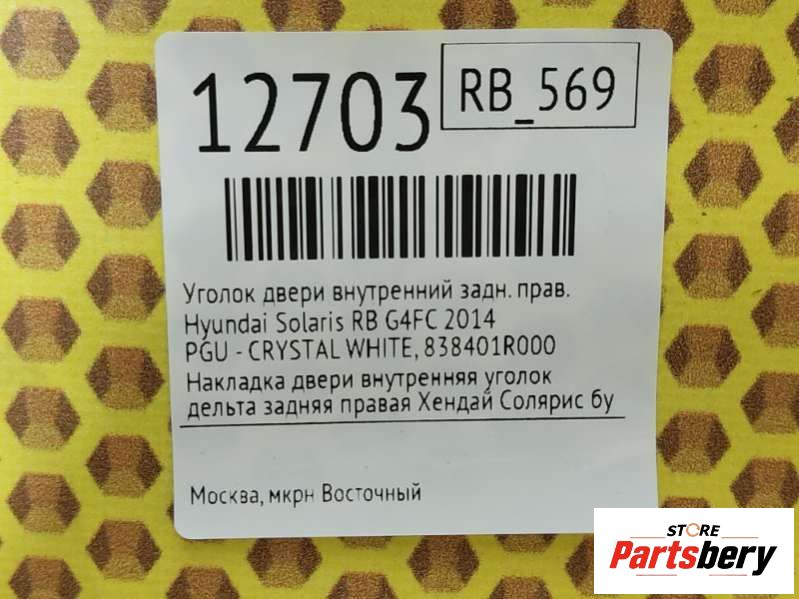 12703
RB_569
Уголок двери внутренний задн. прав.
Hyundai Solaris RB G4FC 2014
PGU - CRYSTAL WHITE, 838401R000
Накладка двери внутренняя уголок
дельта задняя правая Хендай Солярис бу
Москва, мкрн Восточный
STORE
Partsbery